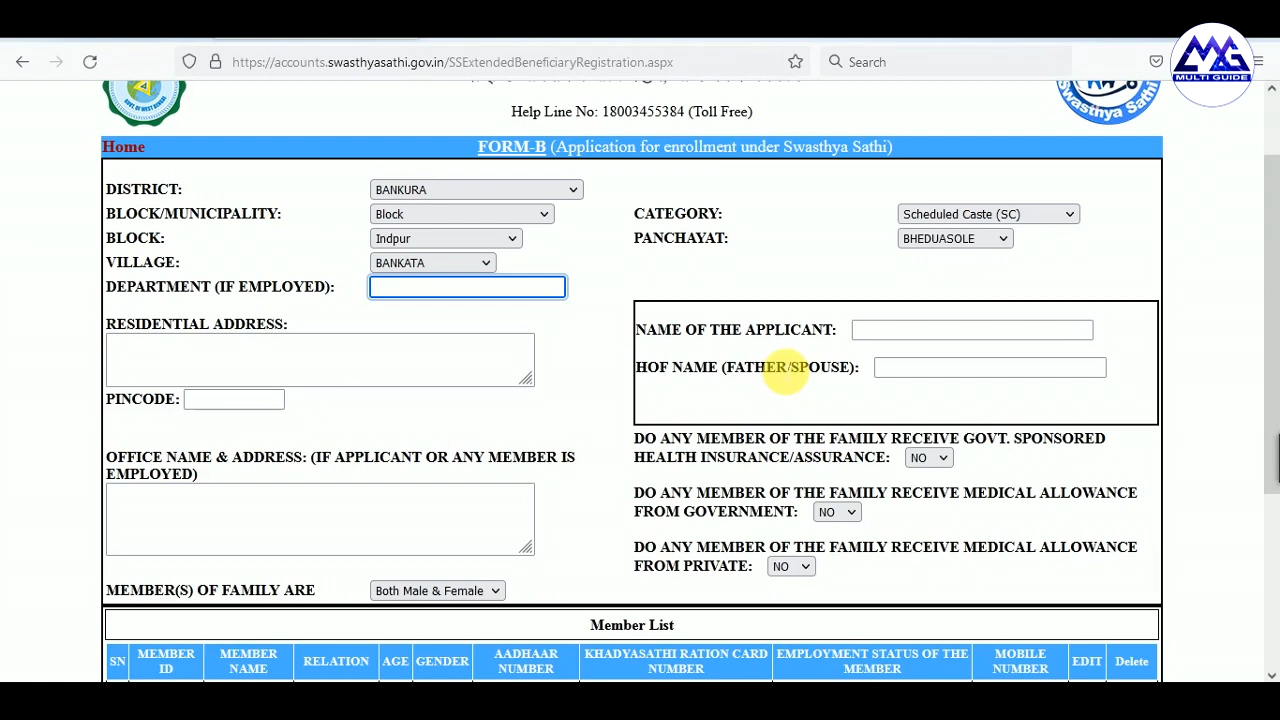 https://accounts.swasthyasathi.gov.in/SSExter
ficiaryRegistration.aspx
Search
MULTI GUIDE
Help Line No: 18003455384 (Toll Free)
Swasthya Sathi
Home
FORM-B (Application for enrollment under Swasthya Sathi)
DISTRICT: BANKURA
BLOCK/MUNICIPALITY: Block
CATEGORY: Scheduled Caste (SC)
BLOCK: Indpur
PANCHAYAT: BHEDUASOLE
VILLAGE: BANKATA
DEPARTMENT (IF EMPLOYED):
RESIDENTIAL ADDRESS:
NAME OF THE APPLICANT:
HOF NAME (FATHER/SPOUSE):
PINCODE:
DO ANY MEMBER OF THE FAMILY RECEIVE GOVT. SPONSORED
HEALTH INSURANCE/ASSURANCE: NO
OFFICE NAME & ADDRESS: (IF APPLICANT OR ANY MEMBER IS
EMPLOYED)
DO ANY MEMBER OF THE FAMILY RECEIVE MEDICAL ALLOWANCE
FROM GOVERNMENT: NO
DO ANY MEMBER OF THE FAMILY RECEIVE MEDICAL ALLOWANCE
FROM PRIVATE: NO
MEMBER(S) OF FAMILY ARE Both Male & Female
Member List
SN
MEMBER
ID
MEMBER
NAME
RELATION
AGE
GENDER
AADHAAR
NUMBER
KHADYASATHI RATION CARD
NUMBER
EMPLOYMENT STATUS OF THE
MEMBER
MOBILE
NUMBER
EDIT
Delete